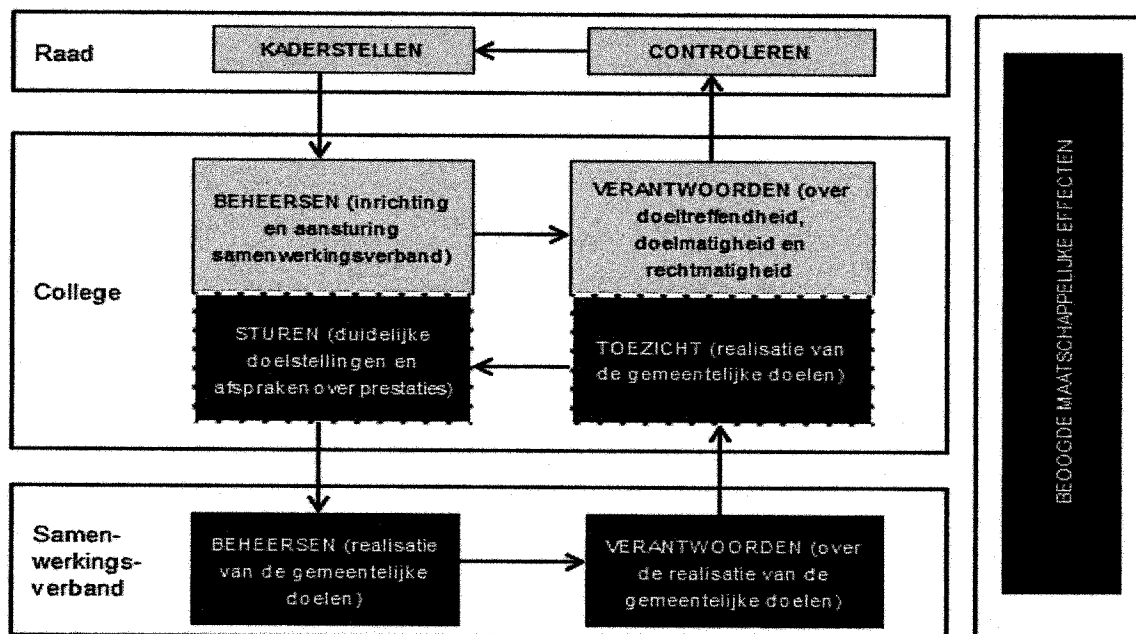 Raad
KADERSTELLEN
CONTROLEREN
College
BEHEERSEN (inrichting
en aansturing
samenwerkingsverband)
VERANTWOORDEN (over
doeltreffendheid,
doelmatigheid en
rechtmatigheid
STUREN (duidelijke
doelstellingen en
afspraken over prestaties)
TOEZICHT (realisatie van
de gemeentelijke doelen)
Samen-
werkings-
verband
BEHEERSEN (realisatie
van de gemeentelijke
doelen)
VERANTWOORDEN (over
de realisatie van de
gemeentelijke doelen)
BEOOGDE MAATSCHAPPELIJKE EFFECTEN